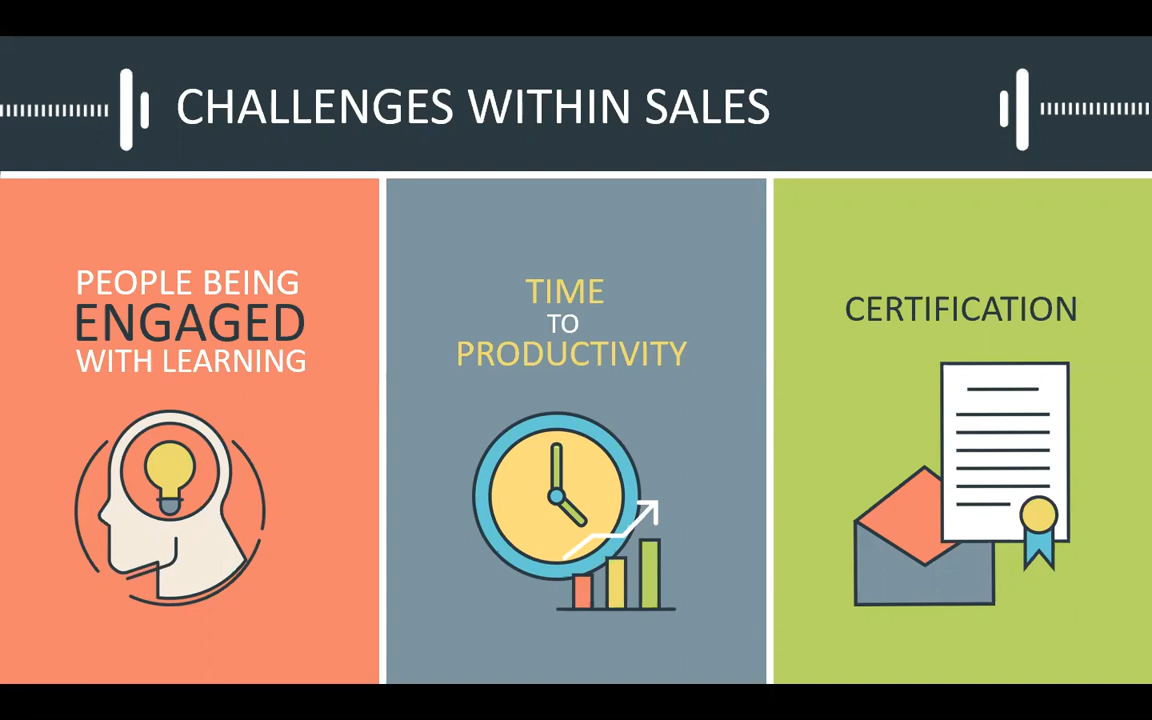 CHALLENGES WITHIN SALES
PEOPLE BEING
ENGAGED
WITH LEARNING
TIME
TO
PRODUCTIVITY
CERTIFICATION